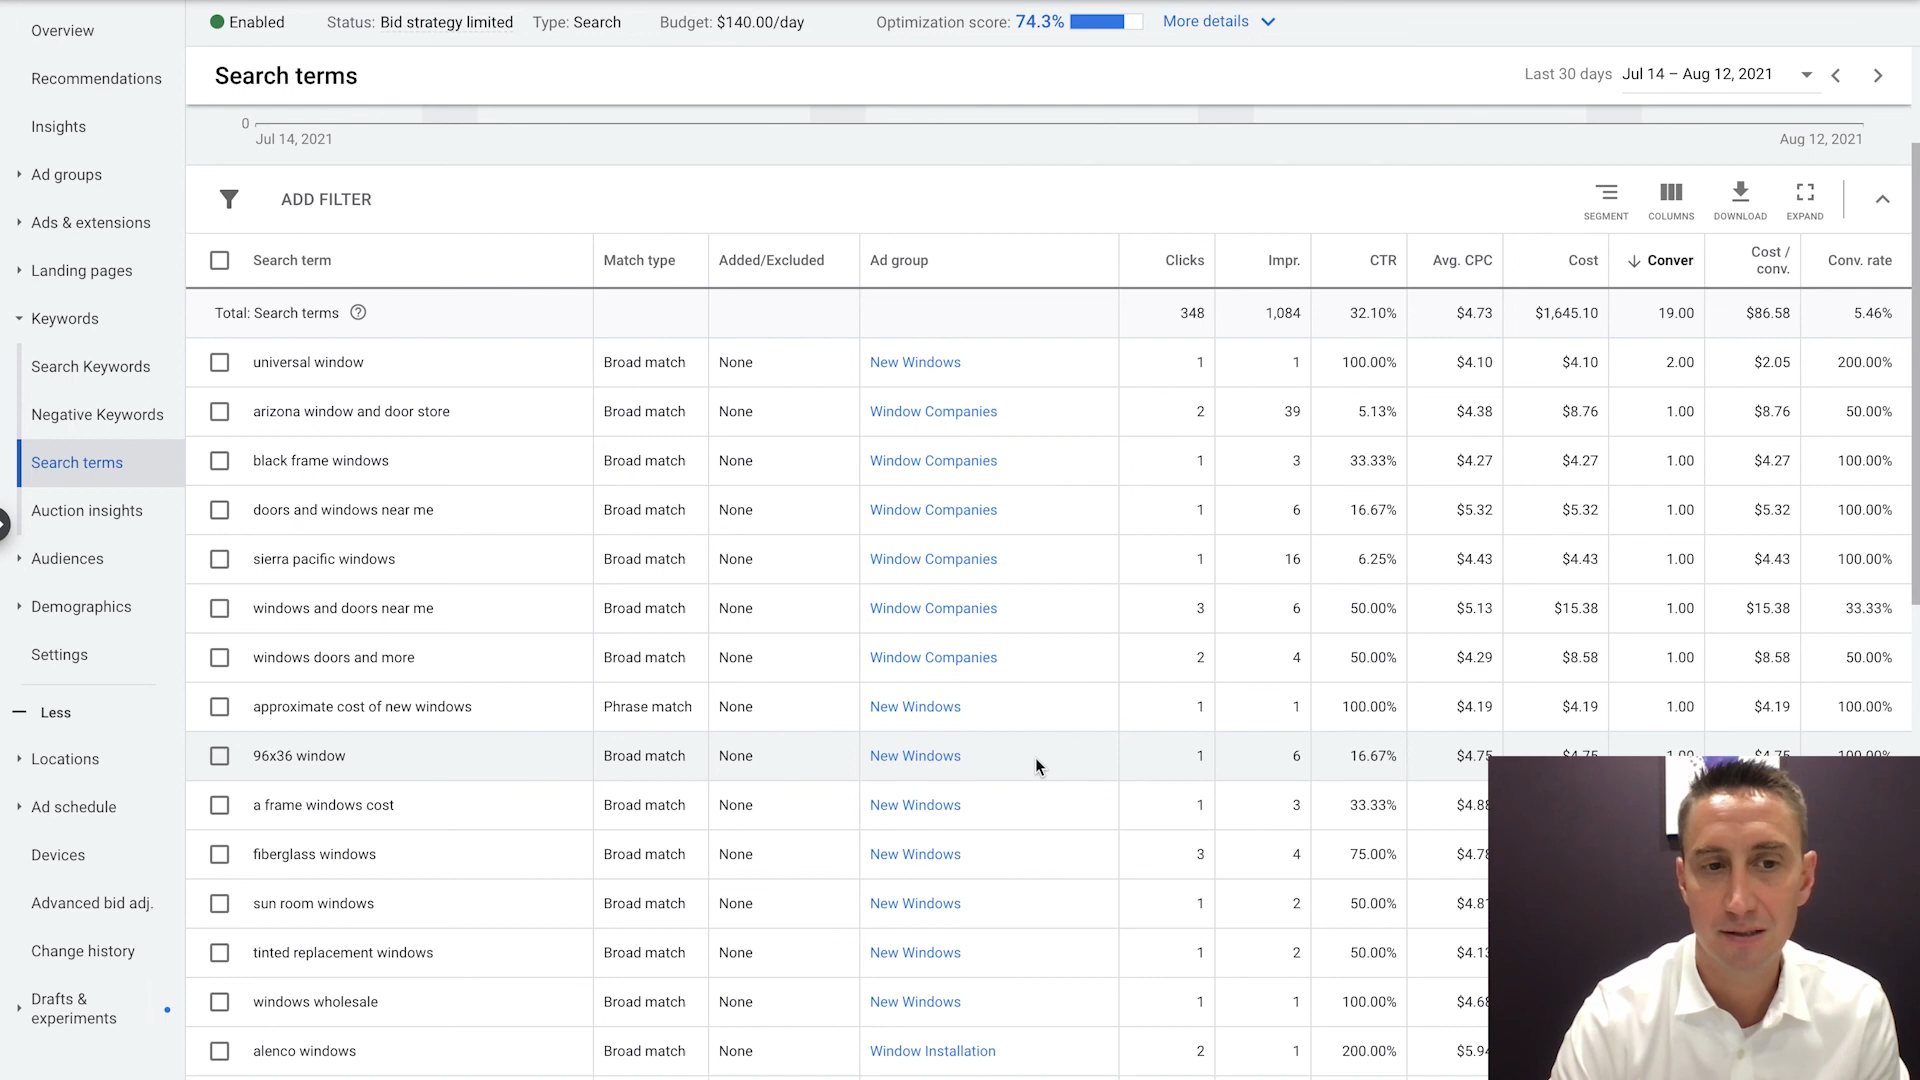 Enabled Status: Bid strategy limited Type: Search Budget: $140.00/day Optimization score: 74.3% More details
Overview
Recommendations
Insights
Ad groups
Ads & extensions
Landing pages
Keywords
Search Keywords
Negative Keywords
Search terms
Auction insights
Audiences
Demographics
Settings
Less
Locations
Ad schedule
Devices
Advanced bid adj.
Change history
Drafts &
experiments
Search terms Last 30 days Jul 14 – Aug 12, 2021
0
Jul 14, 2021 Aug 12, 2021
ADD FILTER SEGMENT COLUMNS DOWNLOAD EXPAND
Search term Match type Added/Excluded Ad group Clicks Impr. CTR Avg. CPC Cost Conver Cost / conv. Conv. rate
Total: Search terms 348 1,084 32.10% $4.73 $1,645.10 19.00 $86.58 5.46%
universal window Broad match None New Windows 1 1 100.00% $4.10 $4.10 2.00 $2.05 200.00%
arizona window and door store Broad match None Window Companies 2 39 5.13% $4.38 $8.76 1.00 $8.76 50.00%
black frame windows Broad match None Window Companies 1 3 33.33% $4.27 $4.27 1.00 $4.27 100.00%
doors and windows near me Broad match None Window Companies 1 6 16.67% $5.32 $5.32 1.00 $5.32 100.00%
sierra pacific windows Broad match None Window Companies 1 16 6.25% $4.43 $4.43 1.00 $4.43 100.00%
windows and doors near me Broad match None Window Companies 3 6 50.00% $5.13 $15.38 1.00 $15.38 33.33%
windows doors and more Broad match None Window Companies 2 4 50.00% $4.29 $8.58 1.00 $8.58 50.00%
approximate cost of new windows Phrase match None New Windows 1 1 100.00% $4.19 $4.19 1.00 $4.19 100.00%
96x36 window Broad match None New Windows 1 6 16.67% $4.75 $4.75 1.00 $4.75 100.00%
a frame windows cost Broad match None New Windows 1 3 33.33%
fiberglass windows Broad match None New Windows 3 4 75.00%
sun room windows Broad match None New Windows 1 2 50.00%
tinted replacement windows Broad match None New Windows 1 2 50.00%
windows wholesale Broad match None New Windows 1 1 100.00%
alenco windows Broad match None Window Installation 2 1 200.00%